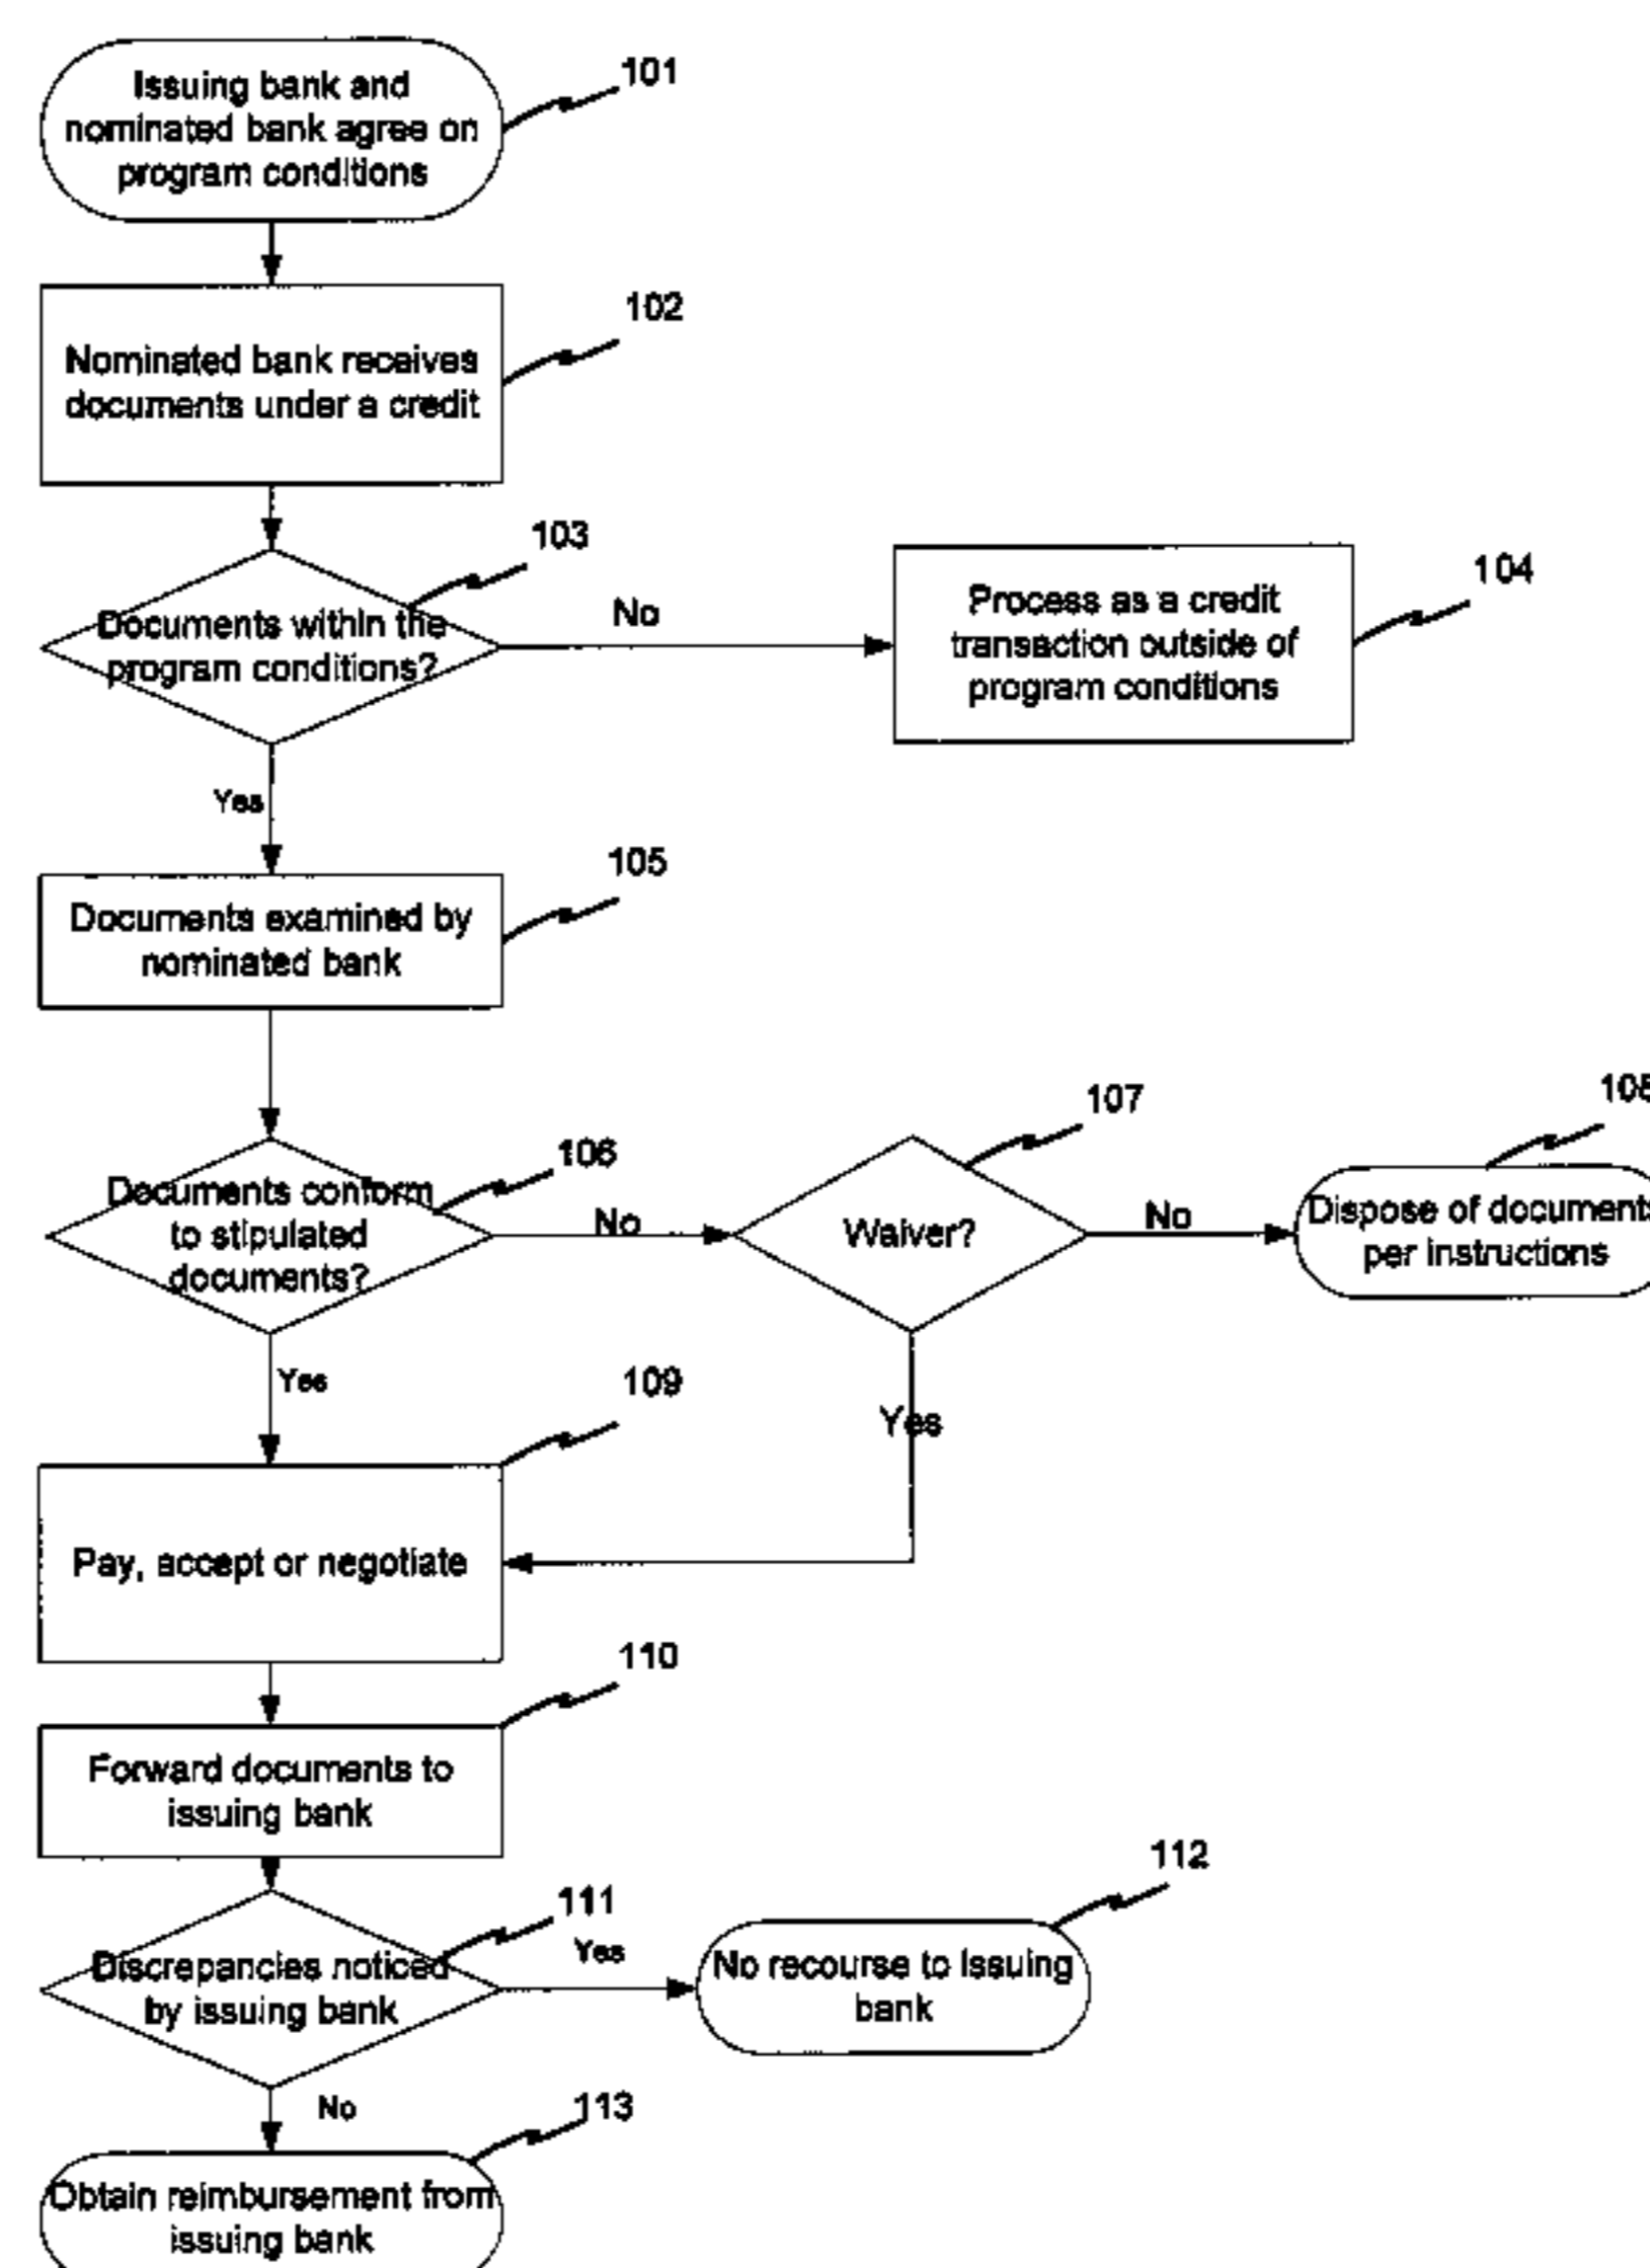 Issuing bank and
nominated bank agree on
program conditions
101
Nominated bank receives
documents under a credit
102
103
Documents within the
program conditions?
No
Process as a credit
transaction outside of
program conditions
104
Yes
Documents examined by
nominated bank
105
106
Documents conform
to stipulated
documents?
No
107
Waiver?
No
108
Dispose of documents
per instructions
Yes
Yes
109
Pay, accept or negotiate
110
Forward documents to
issuing bank
111
Discrepancies noticed
by issuing bank
Yes
112
No recourse to issuing
bank
No
113
Obtain reimbursement from
issuing bank